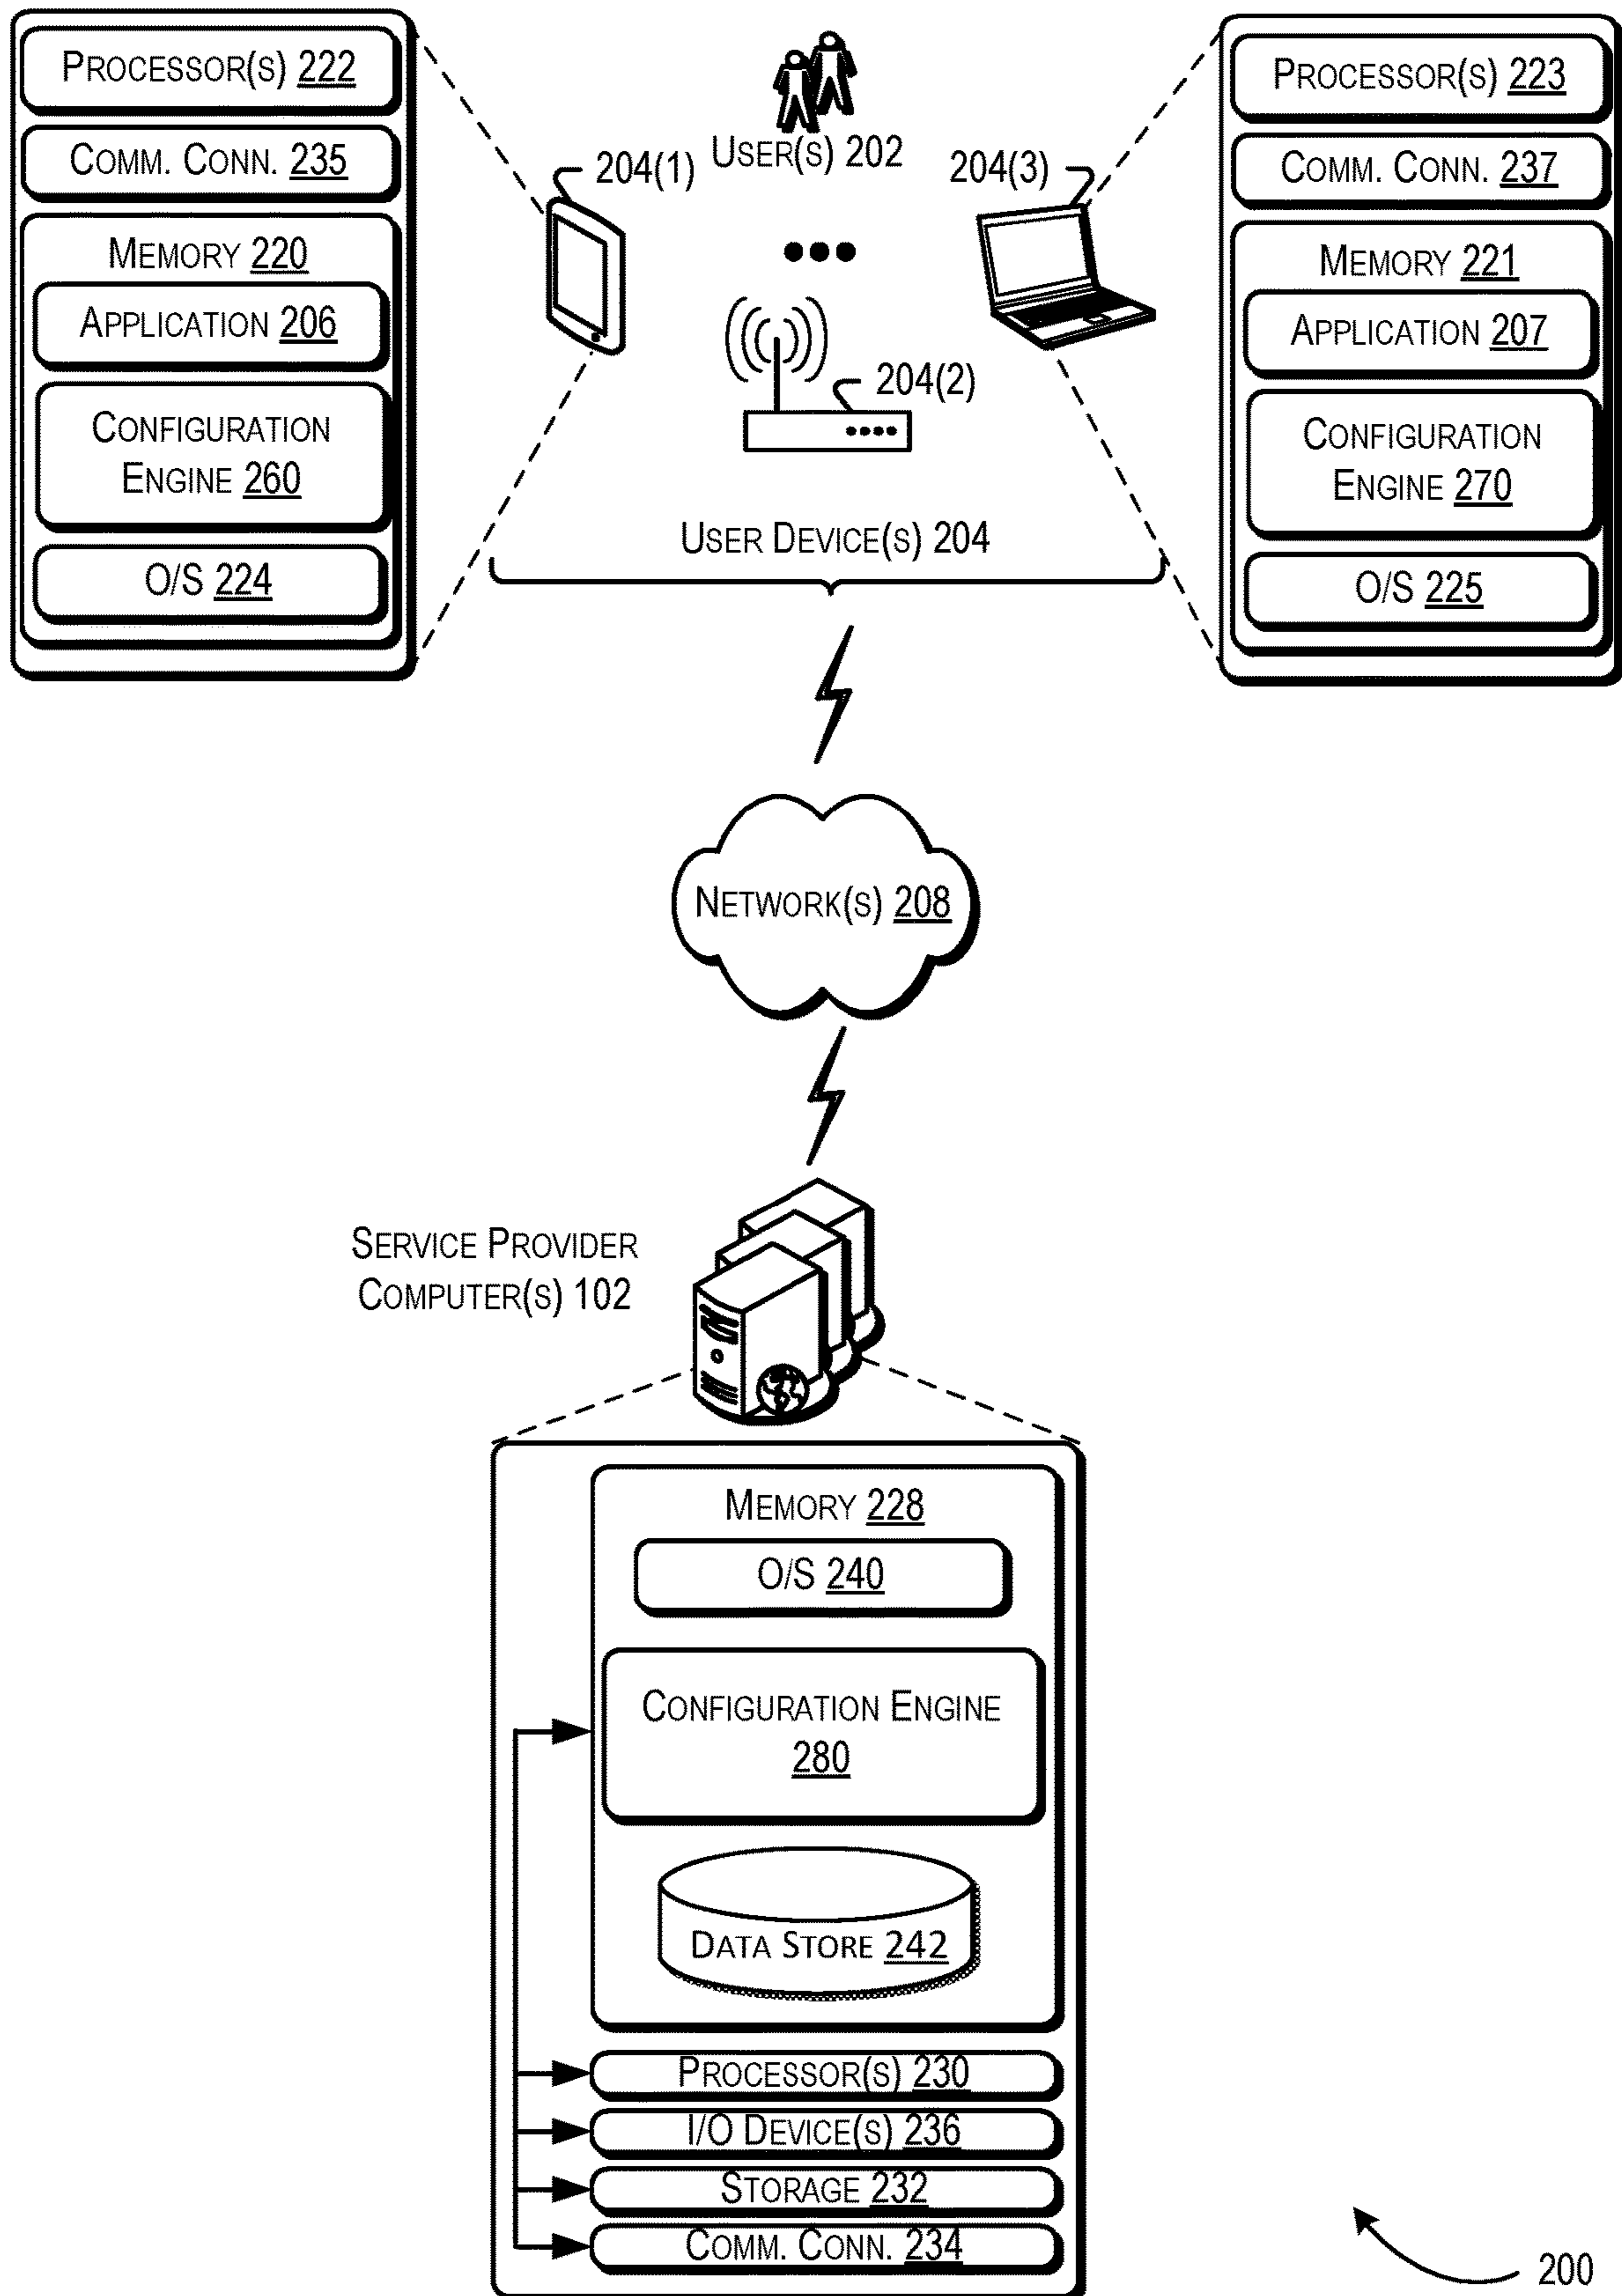 PROCESSOR(S) 222
COMM. CONN. 235
MEMORY 220
APPLICATION 206
CONFIGURATION
ENGINE 260
O/S 224
USER(S) 202
204(1)
204(3)
204(2)
USER DEVICE(S) 204
PROCESSOR(S) 223
COMM. CONN. 237
MEMORY 221
APPLICATION 207
CONFIGURATION
ENGINE 270
O/S 225
NETWORK(S) 208
SERVICE PROVIDER
COMPUTER(S) 102
MEMORY 228
O/S 240
CONFIGURATION ENGINE
280
DATA STORE 242
PROCESSOR(S) 230
I/O DEVICE(S) 236
STORAGE 232
COMM. CONN. 234
200